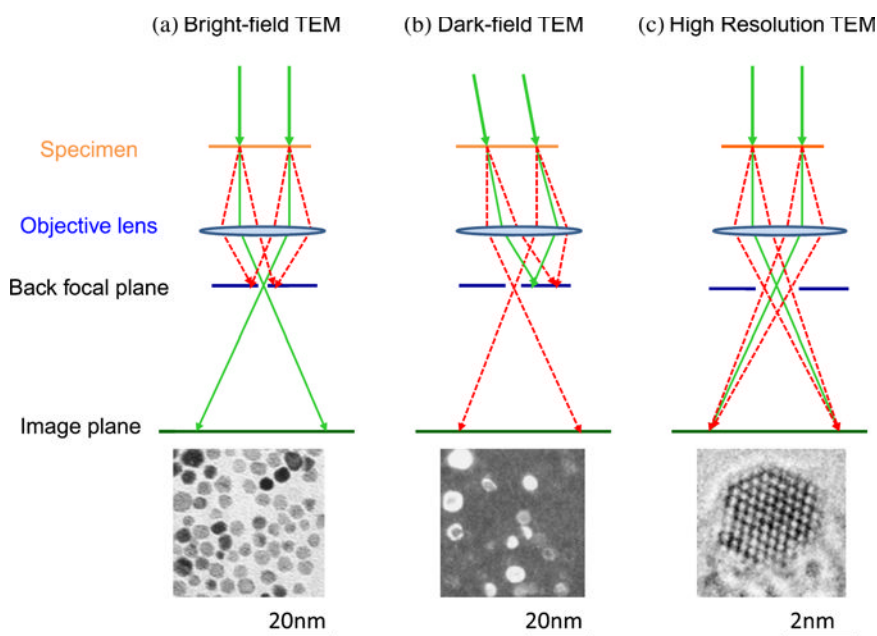 (a) Bright-field TEM
(b) Dark-field TEM
(c) High Resolution TEM
Specimen
Objective lens
Back focal plane
Image plane
20nm
20nm
2nm